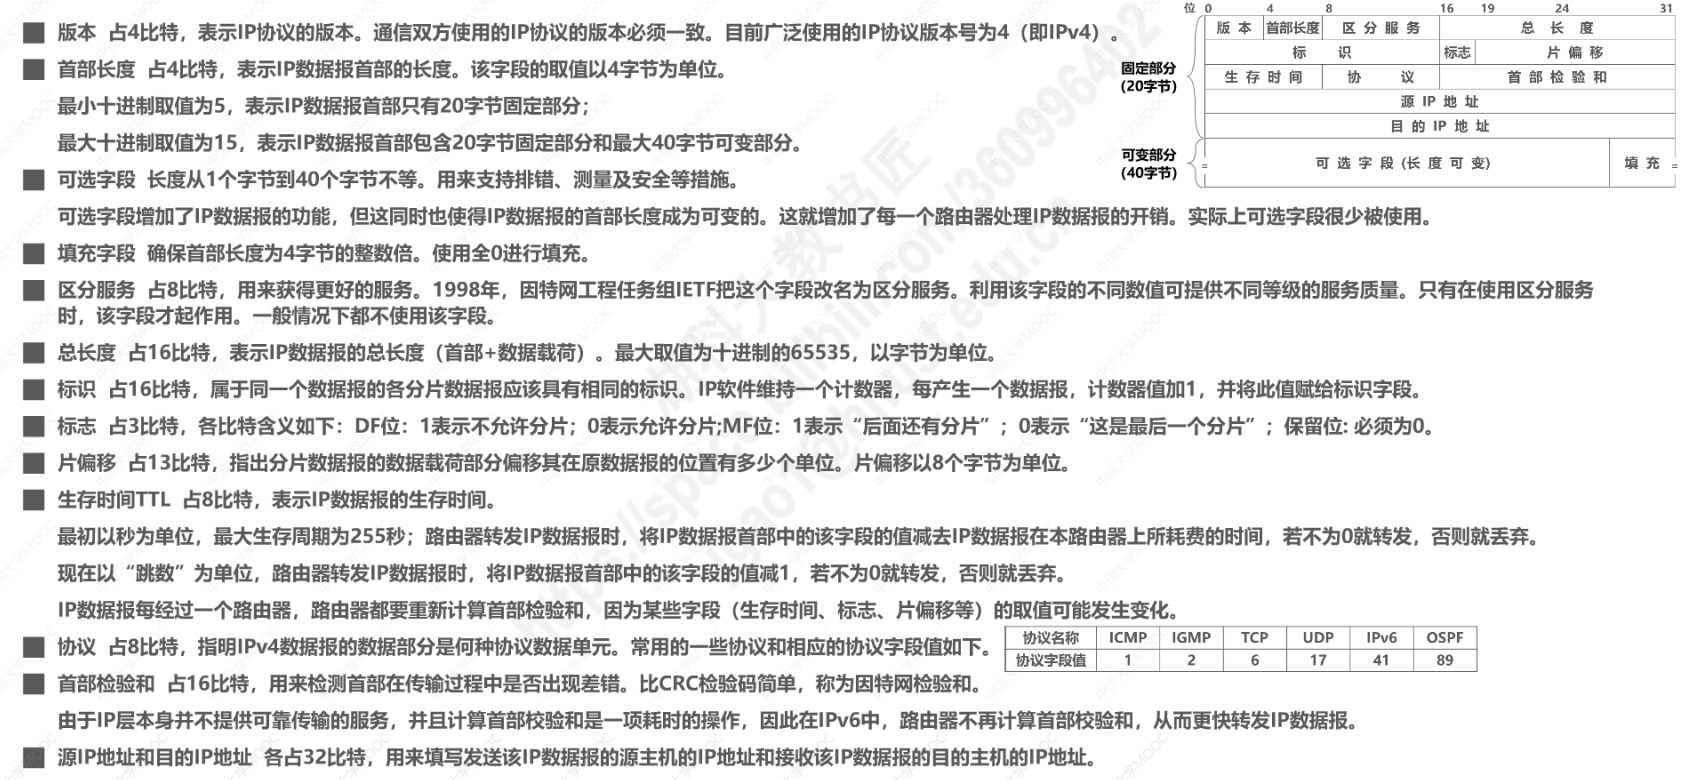 位 0 4 8 16 19 24 31
版 本 首部长度 区 分 服 务 总 长 度
标 识 标志 片 偏 移
生 存 时 间 协 议 首 部 检 验 和
源 IP 地 址
目 的 IP 地 址
可 选 字 段 (长 度 可 变) 填 充
固定部分
(20字节)
可变部分
(40字节)
版本 占4比特，表示IP协议的版本。通信双方使用的IP协议的版本必须一致。目前广泛使用的IP协议版本号为4（即IPv4）。
首部长度 占4比特，表示IP数据报首部的长度。该字段的取值以4字节为单位。
最小十进制取值为5，表示IP数据报首部只有20字节固定部分；
最大十进制取值为15，表示IP数据报首部包含20字节固定部分和最大40字节可变部分。
可选字段 长度从1个字节到40个字节不等。用来支持排错、测量及安全等措施。
可选字段增加了IP数据报的功能，但这同时也使得IP数据报的首部长度成为可变的。这就增加了每一个路由器处理IP数据报的开销。实际上可选字段很少被使用。
填充字段 确保首部长度为4字节的整数倍。使用全0进行填充。
区分服务 占8比特，用来获得更好的服务。1998年，因特网工程任务组IETF把这个字段改名为区分服务。利用该字段的不同数值可提供不同等级的服务质量。只有在使用区分服务
时，该字段才起作用。一般情况下都不使用该字段。
总长度 占16比特，表示IP数据报的总长度（首部+数据载荷）。最大取值为十进制的65535，以字节为单位。
标识 占16比特，属于同一个数据报的各分片数据报应该具有相同的标识。IP软件维持一个计数器，每产生一个数据报，计数器值加1，并将此值赋给标识字段。
标志 占3比特，各比特含义如下：DF位：1表示不允许分片；0表示允许分片;MF位：1表示“后面还有分片”；0表示“这是最后一个分片”；保留位: 必须为0。
片偏移 占13比特，指出分片数据报的数据载荷部分偏移其在原数据报的位置有多少个单位。片偏移以8个字节为单位。
生存时间TTL 占8比特，表示IP数据报的生存时间。
最初以秒为单位，最大生存周期为255秒；路由器转发IP数据报时，将IP数据报首部中的该字段的值减去IP数据报在本路由器上所耗费的时间，若不为0就转发，否则就丢弃。
现在以“跳数”为单位，路由器转发IP数据报时，将IP数据报首部中的该字段的值减1，若不为0就转发，否则就丢弃。
IP数据报每经过一个路由器，路由器都要重新计算首部检验和，因为某些字段（生存时间、标志、片偏移等）的取值可能发生变化。
协议 占8比特，指明IPv4数据报的数据部分是何种协议数据单元。常用的一些协议和相应的协议字段值如下。
协议名称 ICMP IGMP TCP UDP IPv6 OSPF
协议字段值 1 2 6 17 41 89
首部检验和 占16比特，用来检测首部在传输过程中是否出现差错。比CRC检验码简单，称为因特网检验和。
由于IP层本身并不提供可靠传输的服务，并且计算首部校验和是一项耗时的操作，因此在IPv6中，路由器不再计算首部校验和，从而更快转发IP数据报。
源IP地址和目的IP地址 各占32比特，用来填写发送该IP数据报的源主机的IP地址和接收该IP数据报的目的主机的IP地址。